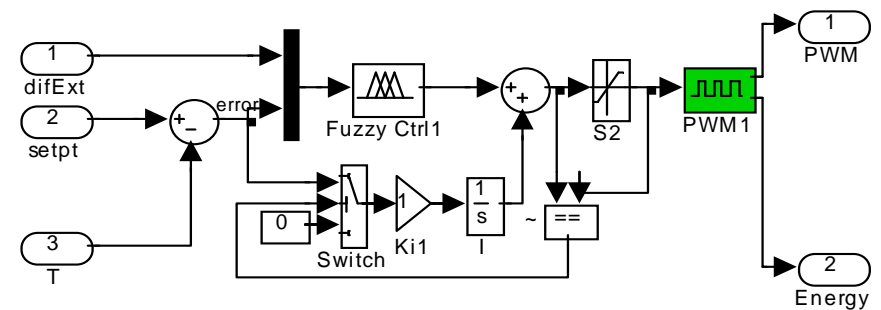 1
difExt
2
setpt
3
T
+
−
error
Fuzzy Ctrl1
0
Switch
1
Ki1
1
s
I
+
+
S2
~
==
PWM1
1
PWM
2
Energy